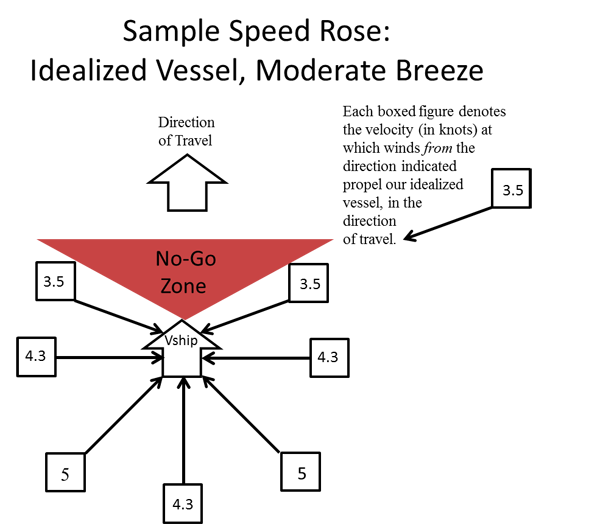 Sample Speed Rose:
Idealized Vessel, Moderate Breeze
Direction
of Travel
Each boxed figure denotes
the velocity (in knots) at
which winds from the
direction indicated
propel our idealized
vessel, in the
direction
of travel.
3.5
No-Go
Zone
3.5
3.5
Vship
4.3
4.3
5
5
4.3